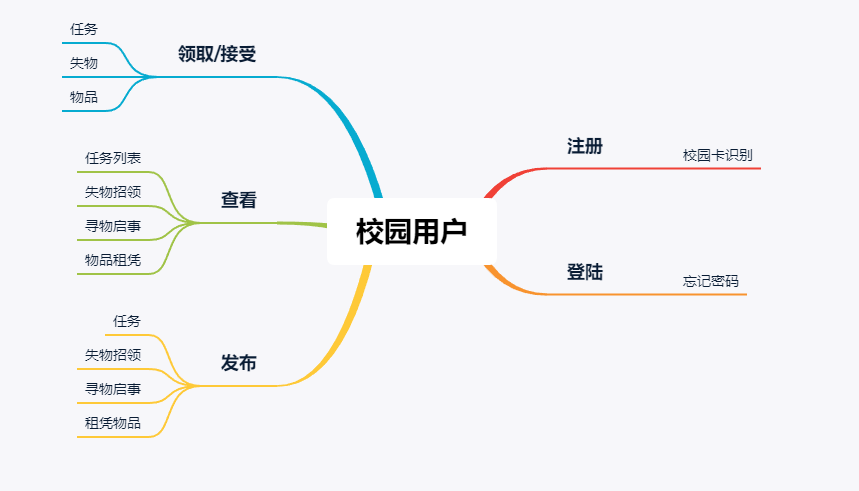 校园用户
注册
校园卡识别
登陆
忘记密码
领取/接受
任务
失物
物品
查看
任务列表
失物招领
寻物启事
物品租凭
发布
任务
失物招领
寻物启事
租凭物品